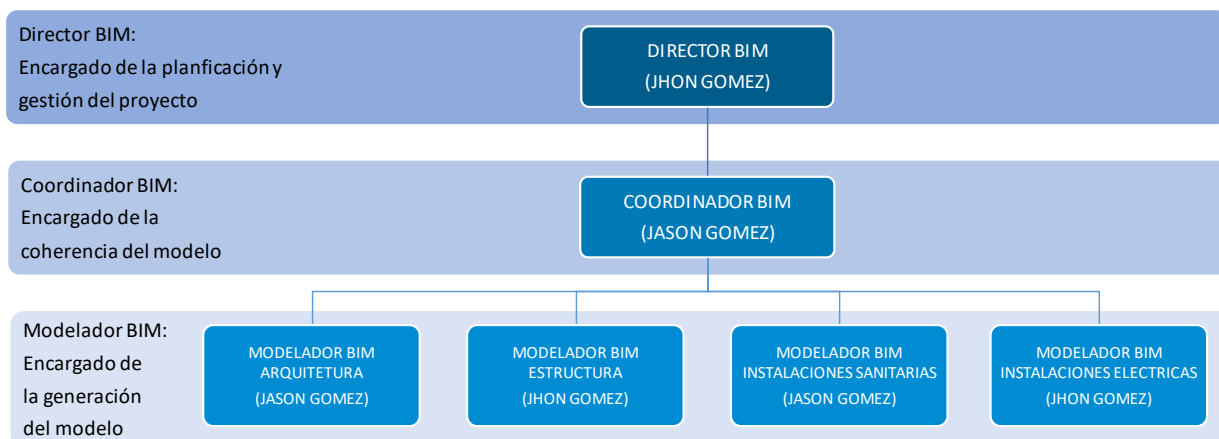 Director BIM:
Encargado de la planficación y
gestión del proyecto
DIRECTOR BIM
(JHON GOMEZ)
Coordinador BIM:
Encargado de la
coherencia del modelo
COORDINADOR BIM
(JASON GOMEZ)
Modelador BIM:
Encargado de
la generación
del modelo
MODELADOR BIM
ARQUITETURA
(JASON GOMEZ)
MODELADOR BIM
ESTRUCTURA
(JHON GOMEZ)
MODELADOR BIM
INSTALACIONES SANITARIAS
(JASON GOMEZ)
MODELADOR BIM
INSTALACIONES ELECTRICAS
(JHON GOMEZ)